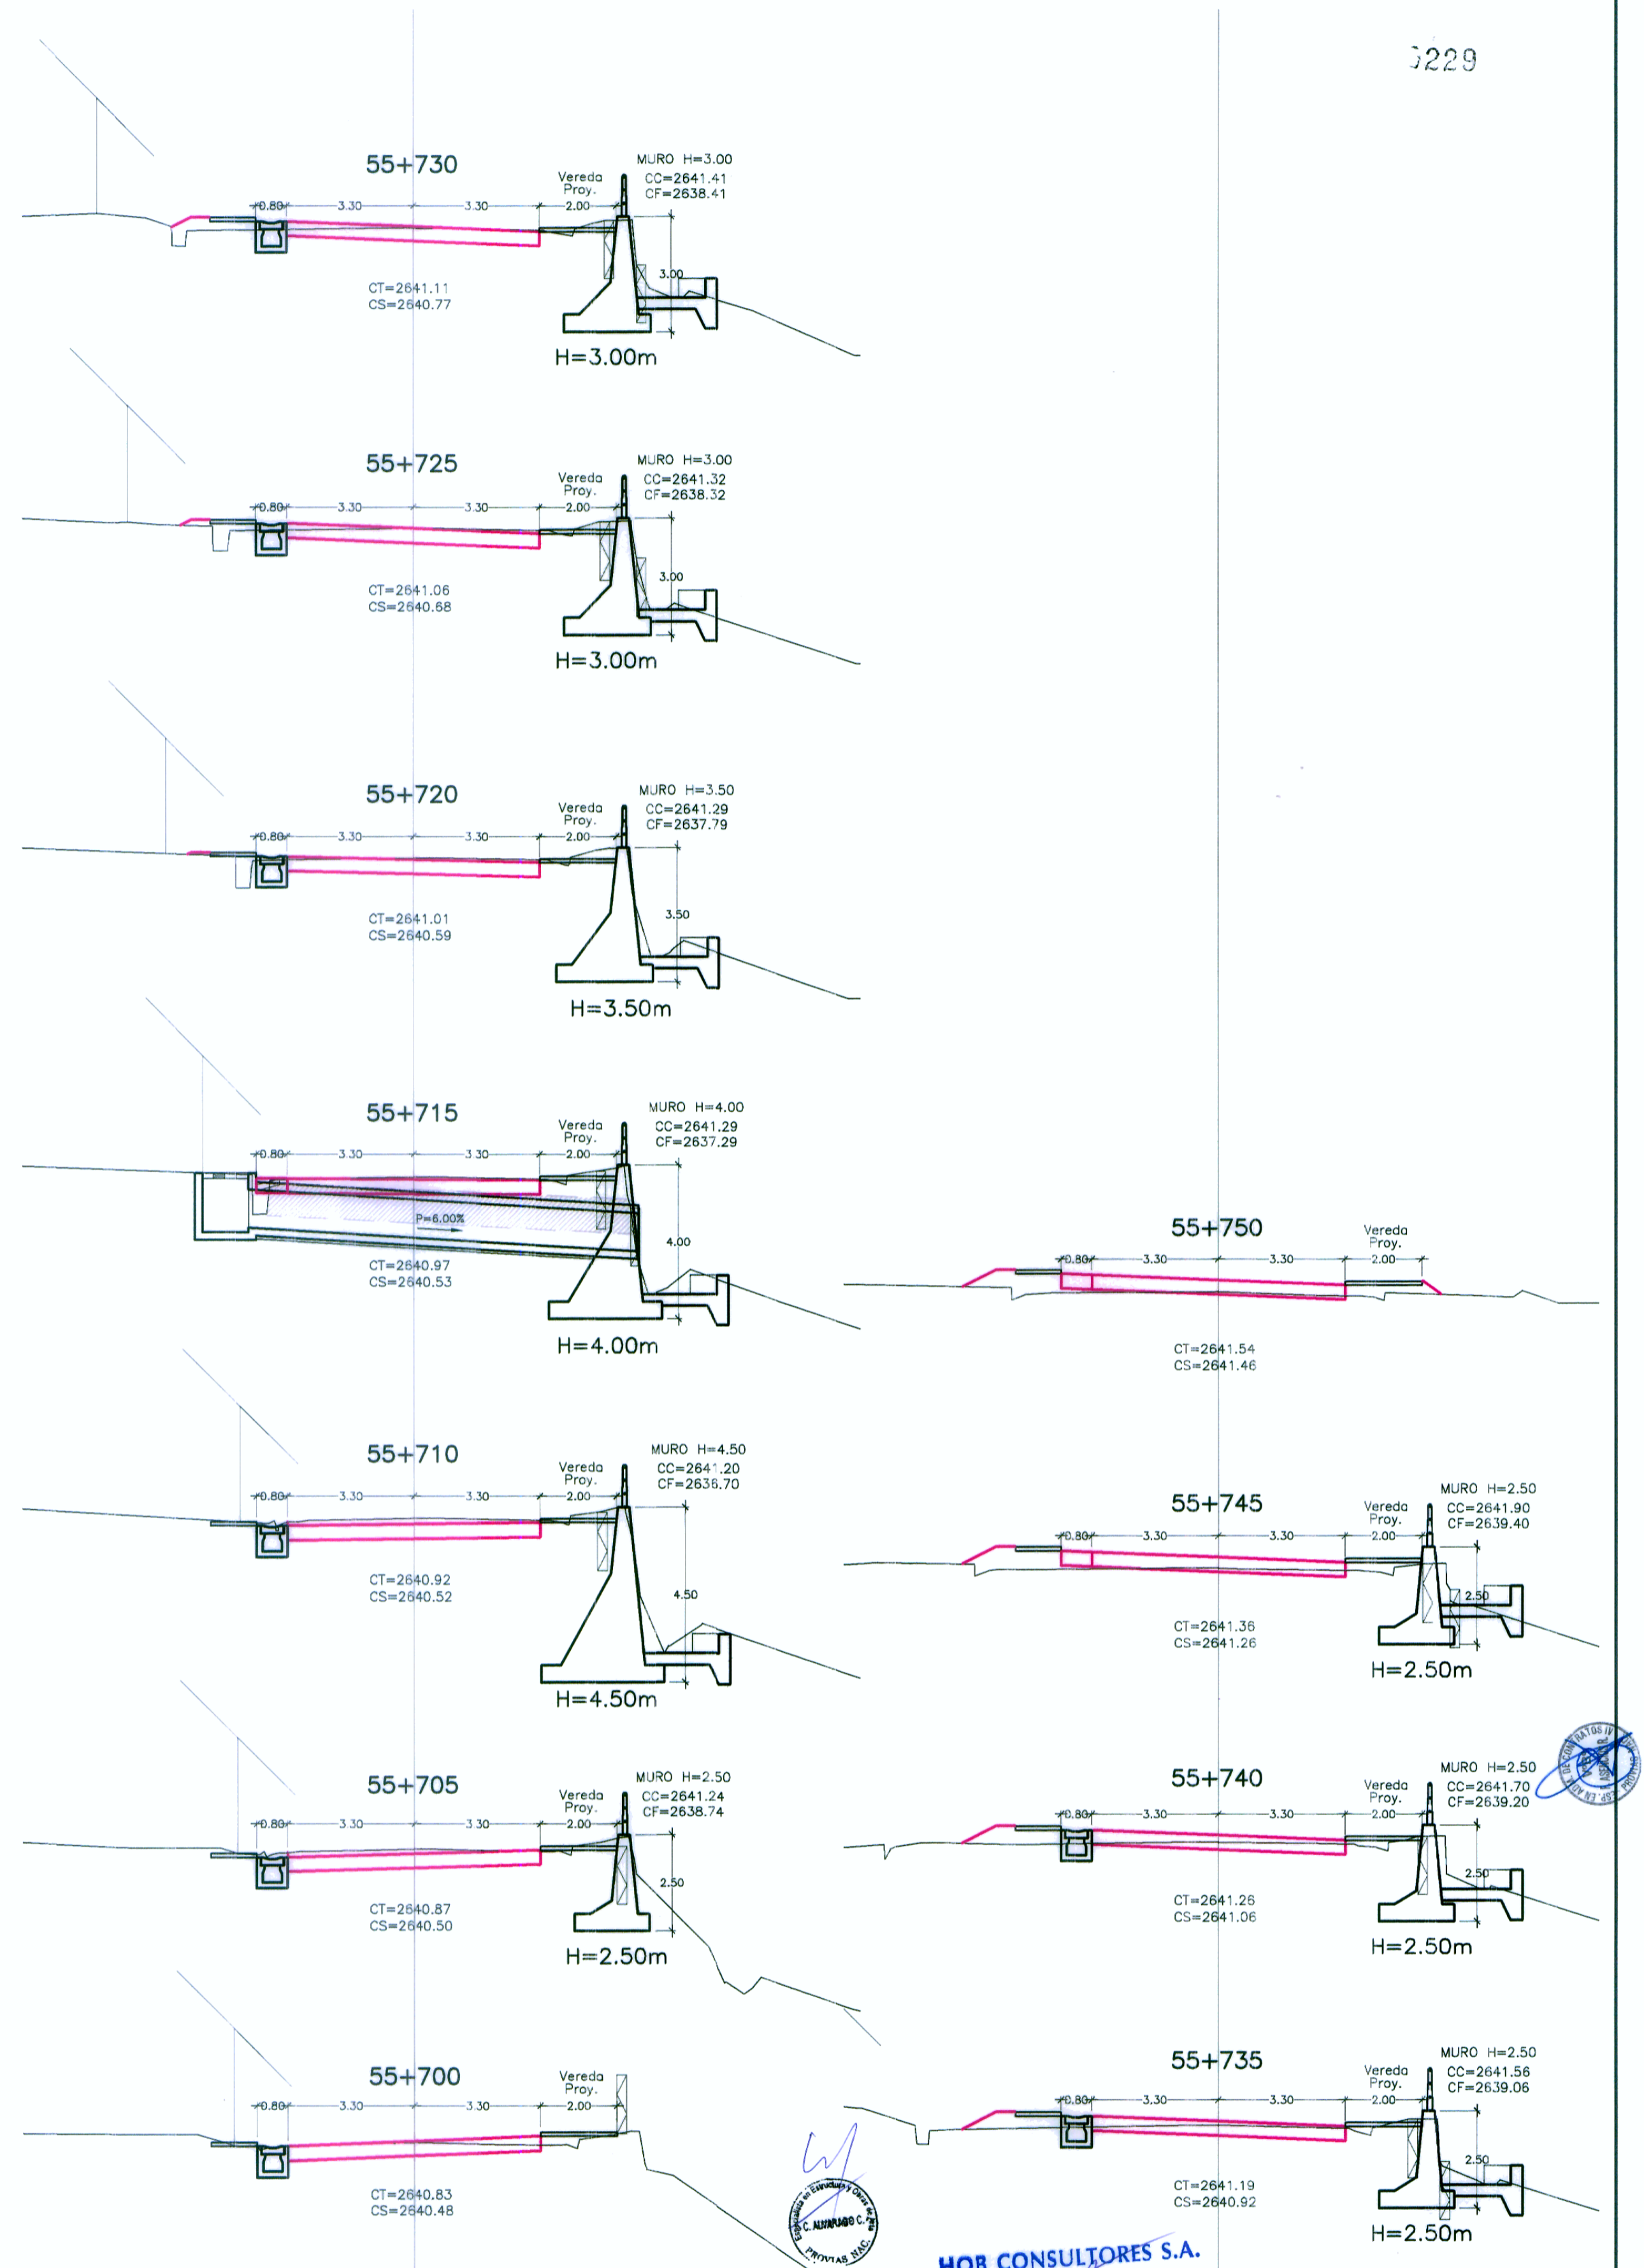 229
55+730
MURO H=3.00
CC=2641.41
CF=2638.41
Vereda
Proy.
0.80 3.30 3.30 2.00
3.00
CT=2641.11
CS=2640.77
H=3.00m
55+725
MURO H=3.00
CC=2641.32
CF=2638.32
Vereda
Proy.
0.80 3.30 3.30 2.00
3.00
CT=2641.06
CS=2640.68
H=3.00m
55+720
MURO H=3.50
CC=2641.29
CF=2637.79
Vereda
Proy.
0.80 3.30 3.30 2.00
3.50
CT=2641.01
CS=2640.59
H=3.50m
55+715
MURO H=4.00
CC=2641.29
CF=2637.29
Vereda
Proy.
0.80 3.30 3.30 2.00
P=6.00%
4.00
CT=2640.97
CS=2640.53
H=4.00m
55+710
MURO H=4.50
CC=2641.20
CF=2636.70
Vereda
Proy.
0.80 3.30 3.30 2.00
4.50
CT=2640.92
CS=2640.52
H=4.50m
55+705
MURO H=2.50
CC=2641.24
CF=2638.74
Vereda
Proy.
0.80 3.30 3.30 2.00
2.50
CT=2640.87
CS=2640.50
H=2.50m
55+700
Vereda
Proy.
0.80 3.30 3.30 2.00
CT=2640.83
CS=2640.48
55+750
Vereda
Proy.
0.80 3.30 3.30 2.00
CT=2641.54
CS=2641.46
55+745
MURO H=2.50
CC=2641.90
CF=2639.40
Vereda
Proy.
0.80 3.30 3.30 2.00
2.50
CT=2641.36
CS=2641.26
H=2.50m
55+740
MURO H=2.50
CC=2641.70
CF=2639.20
Vereda
Proy.
0.80 3.30 3.30 2.00
2.50
CT=2641.26
CS=2641.06
H=2.50m
55+735
MURO H=2.50
CC=2641.56
CF=2639.06
Vereda
Proy.
0.80 3.30 3.30 2.00
2.50
CT=2641.19
CS=2640.92
H=2.50m
Especialista en Estructuras y Obras de Arte
C. ALVARADO C.
PROVIAS NAC.
HOB CONSULTORES S.A.